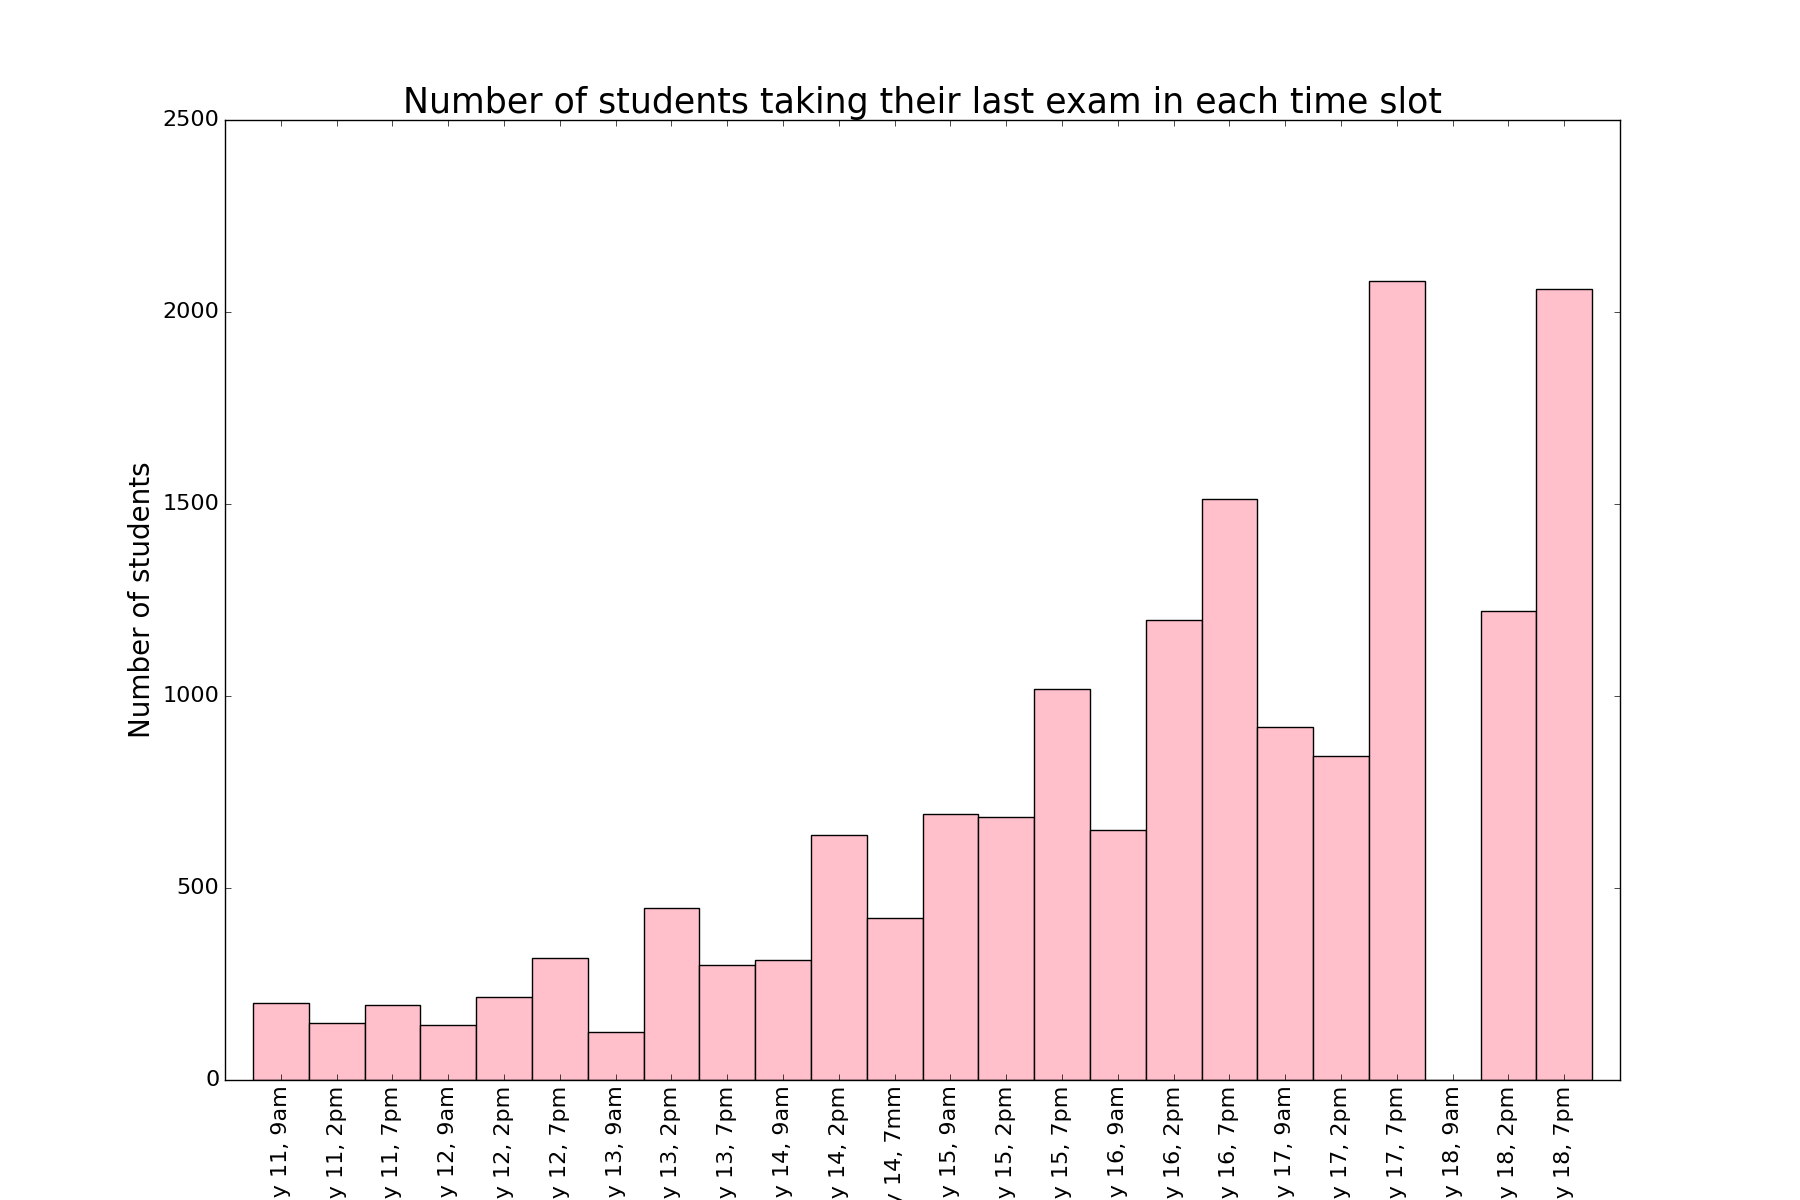 Number of students taking their last exam in each time slot
Number of students
2500
2000
1500
1000
500
0
y 11, 9am
y 11, 2pm
y 11, 7pm
y 12, 9am
y 12, 2pm
y 12, 7pm
y 13, 9am
y 13, 2pm
y 13, 7pm
y 14, 9am
y 14, 2pm
y 14, 7mm
y 15, 9am
y 15, 2pm
y 15, 7pm
y 16, 9am
y 16, 2pm
y 16, 7pm
y 17, 9am
y 17, 2pm
y 17, 7pm
y 18, 9am
y 18, 2pm
y 18, 7pm